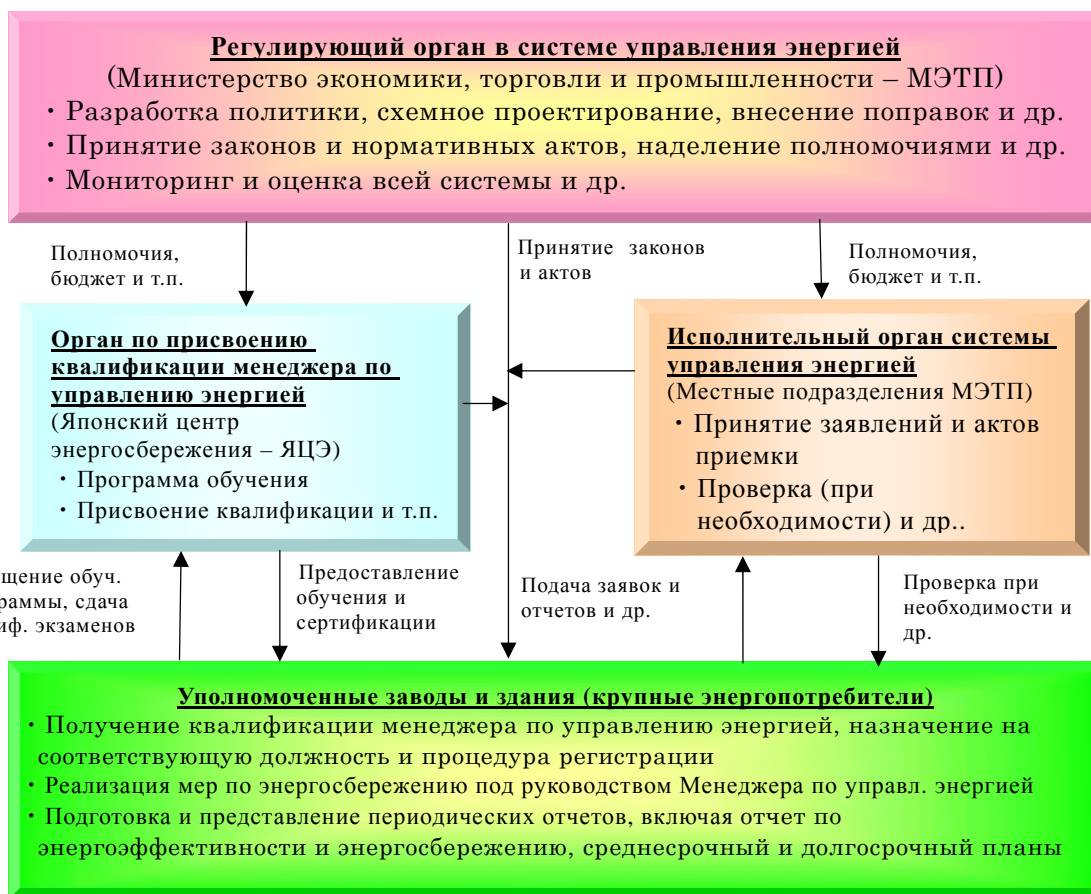 Регулирующий орган в системе управления энергией
(Министерство экономики, торговли и промышленности – МЭТП)
・Разработка политики, схемное проектирование, внесение поправок и др.
・Принятие законов и нормативных актов, наделение полномочиями и др.
・Мониторинг и оценка всей системы и др.
Полномочия,
бюджет и т.п.
Принятие законов
и актов
Полномочия,
бюджет и т.п.
Орган по присвоению
квалификации менеджера по
управлению энергией
(Японский центр
энергосбережения – ЯЦЭ)
・Программа обучения
・Присвоение квалификации и т.п.
Исполнительный орган системы
управления энергией
(Местные подразделения МЭТП)
・Принятие заявлений и актов
приемки
・Проверка (при
необходимости) и др..
обуч.
сдача
экзаменов
Предоставление
обучения и
сертификации
Подача заявок и
отчетов и др.
Проверка при
необходимости и
др.
Уполномоченные заводы и здания (крупные энергопотребители)
・Получение квалификации менеджера по управлению энергией, назначение на
соответствующую должность и процедура регистрации
・Реализация мер по энергосбережению под руководством Менеджера по управл. энергией
・Подготовка и представление периодических отчетов, включая отчет по
энергоэффективности и энергосбережению, среднесрочный и долгосрочный планы